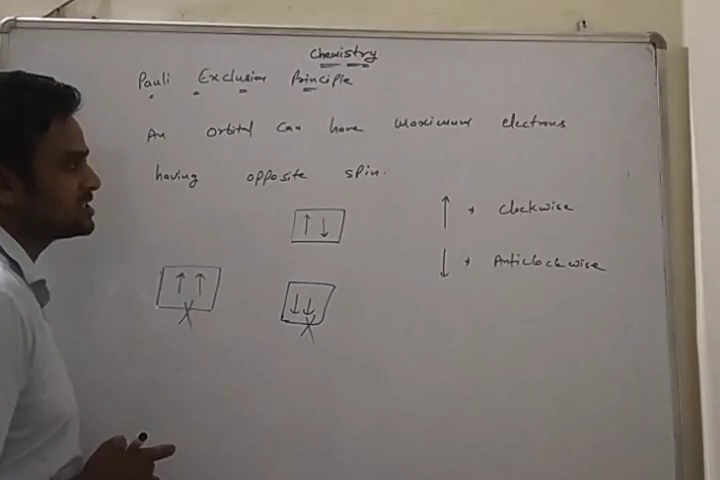 Chemistry
Pauli Exclusion Principle
An orbital can have maximum electrons
having opposite spin.
↑ → Clockwise
↓ → Anticlockwise